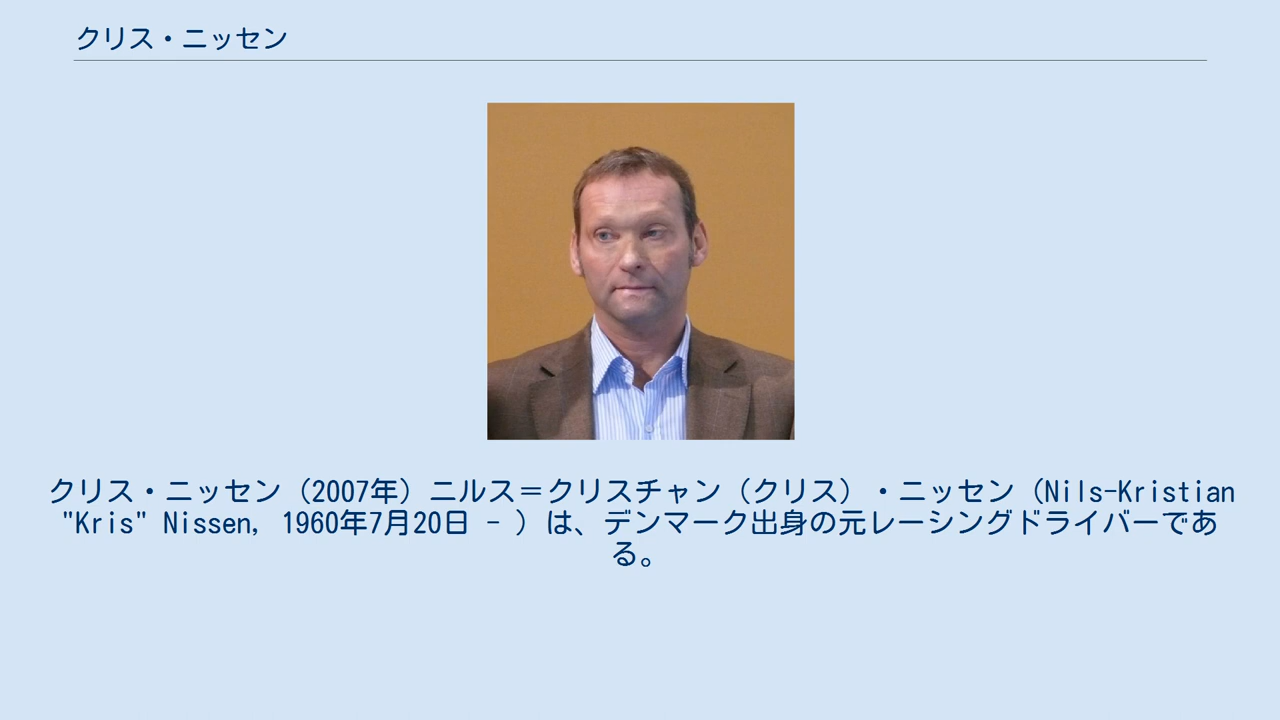 クリス・ニッセン
クリス・ニッセン（2007年）ニルス＝クリスチャン（クリス）・ニッセン（Nils-Kristian
"Kris" Nissen, 1960年7月20日 - ）は、デンマーク出身の元レーシングドライバーであ
る。